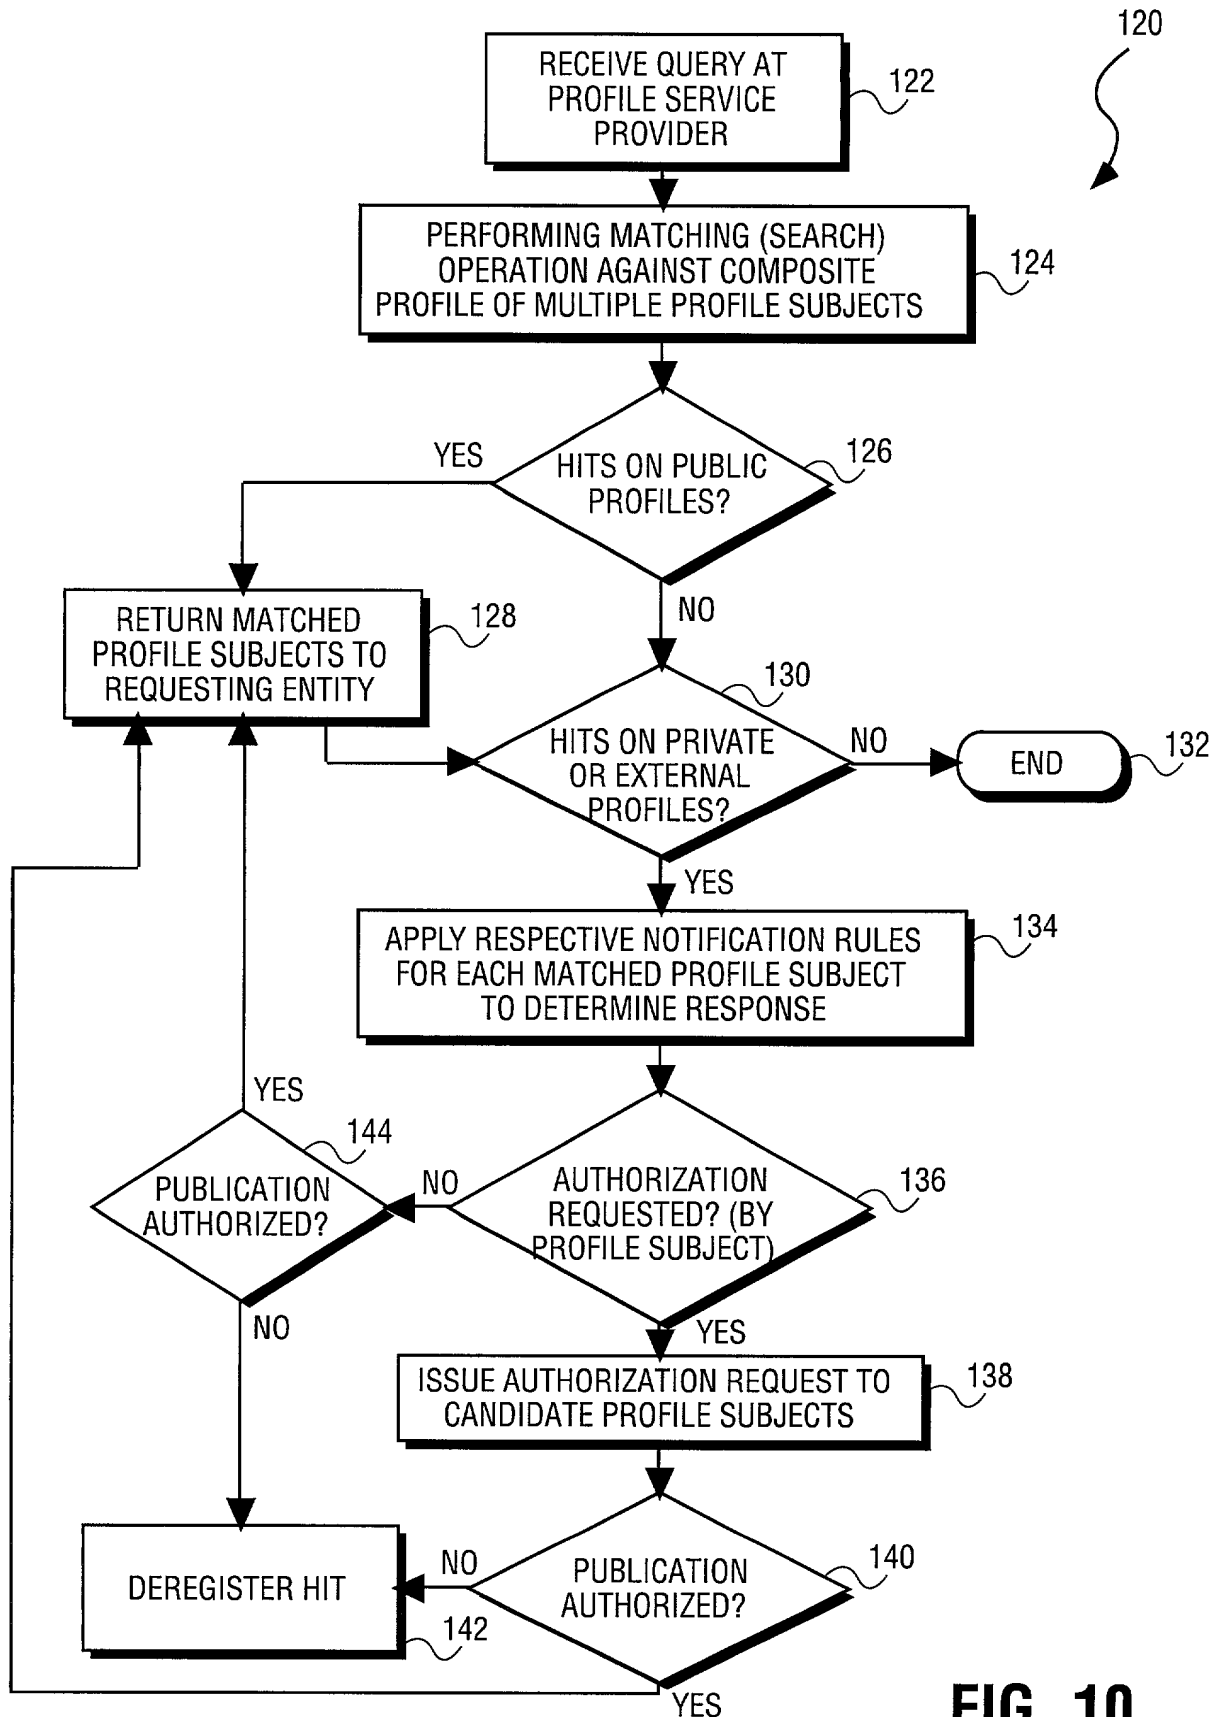 120
RECEIVE QUERY AT
PROFILE SERVICE
PROVIDER
122
PERFORMING MATCHING (SEARCH)
OPERATION AGAINST COMPOSITE
PROFILE OF MULTIPLE PROFILE SUBJECTS
124
YES
HITS ON PUBLIC
PROFILES?
126
NO
RETURN MATCHED
PROFILE SUBJECTS TO
REQUESTING ENTITY
128
HITS ON PRIVATE
OR EXTERNAL
PROFILES?
130
NO
END
132
YES
APPLY RESPECTIVE NOTIFICATION RULES
FOR EACH MATCHED PROFILE SUBJECT
TO DETERMINE RESPONSE
134
YES
PUBLICATION
AUTHORIZED?
144
NO
AUTHORIZATION
REQUESTED? (BY
PROFILE SUBJECT)
136
NO
YES
ISSUE AUTHORIZATION REQUEST TO
CANDIDATE PROFILE SUBJECTS
138
DEREGISTER HIT
142
NO
PUBLICATION
AUTHORIZED?
140
YES
FIG. 10